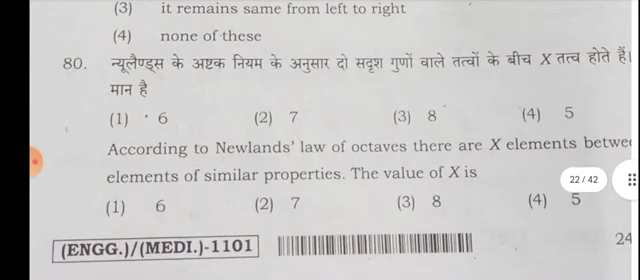 (3) it remains same from left to right
(4) none of these
80. न्यूलैण्ड्स के अष्टक नियम के अनुसार दो सदृश गुणों वाले तत्वों के बीच X तत्व होते हैं।
मान है
(1) 6 (2) 7 (3) 8 (4) 5
According to Newlands' law of octaves there are X elements betwe
elements of similar properties. The value of X is
22 / 42
(1) 6 (2) 7 (3) 8 (4) 5
(ENGG.)/(MEDI.)-1101 24